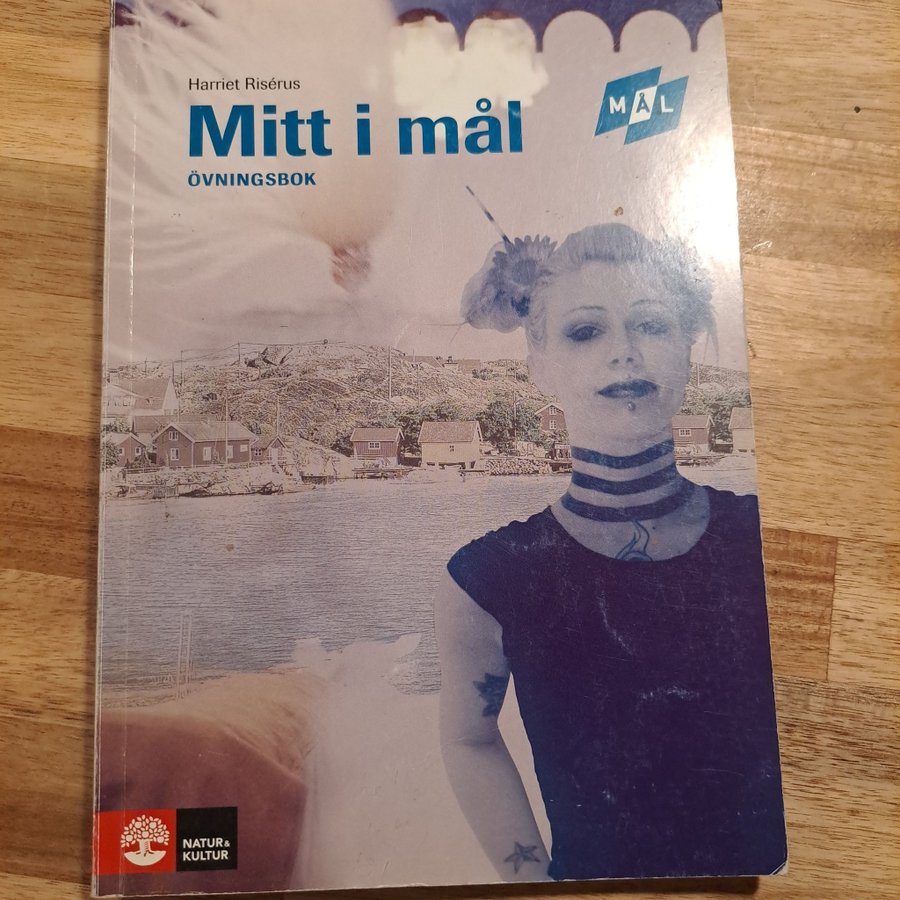 Harriet Risérus
Mitt i mål
ÖVNINGSBOK
MÅL
NATUR &
KULTUR